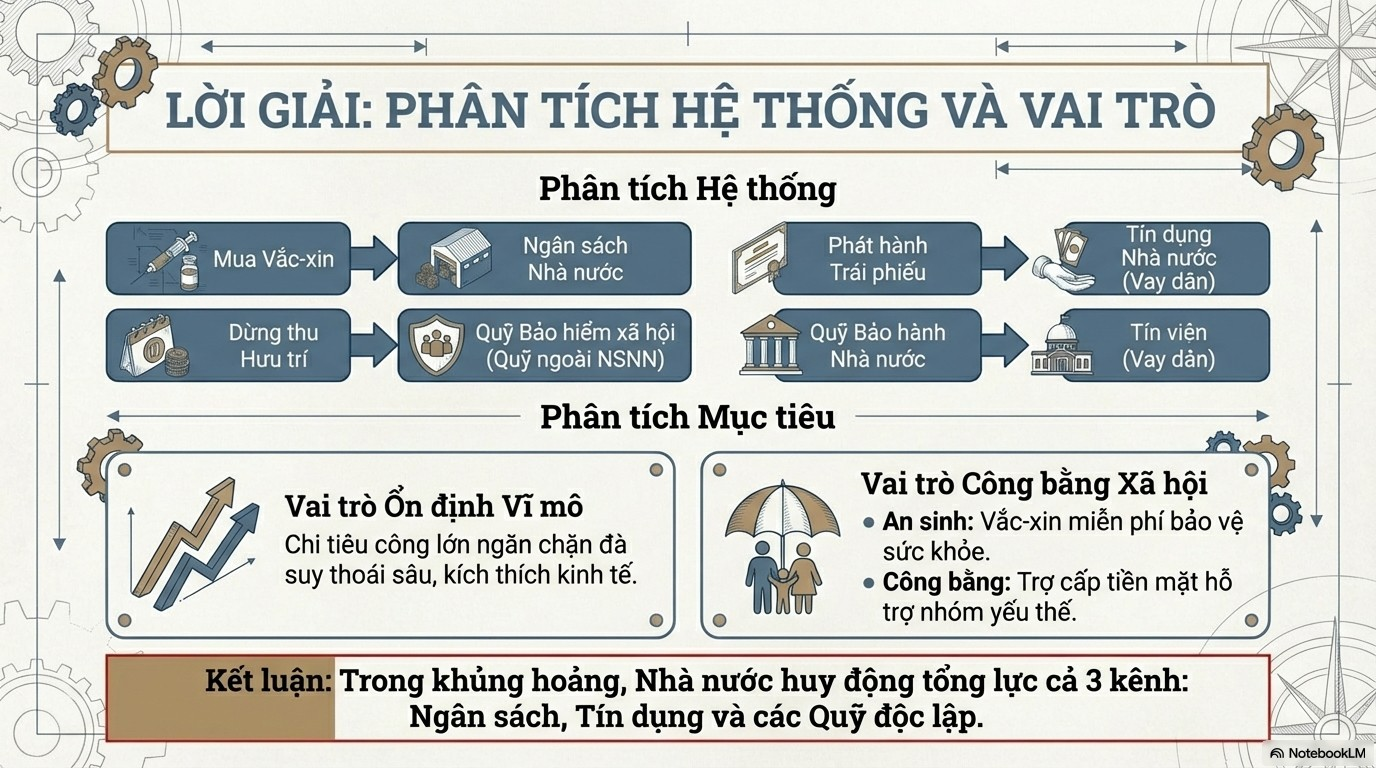 LỜI GIẢI: PHÂN TÍCH HỆ THỐNG VÀ VAI TRÒ
Phân tích Hệ thống
Mua Vắc-xin
Ngân sách
Nhà nước
Phát hành
Trái phiếu
Tín dụng
Nhà nước
(Vay dân)
Dừng thu
Hưu trí
Quỹ Bảo hiểm xã hội
(Quỹ ngoài NSNN)
Quỹ Bảo hành
Nhà nước
Tín viện
(Vay dân)
Phân tích Mục tiêu
Vai trò Ổn định Vĩ mô
Chi tiêu công lớn ngăn chặn đà
suy thoái sâu, kích thích kinh tế.
Vai trò Công bằng Xã hội
• An sinh: Vắc-xin miễn phí bảo vệ
sức khỏe.
• Công bằng: Trợ cấp tiền mặt hỗ
trợ nhóm yếu thế.
Kết luận: Trong khủng hoảng, Nhà nước huy động tổng lực cả 3 kênh:
Ngân sách, Tín dụng và các Quỹ độc lập.
NotebookLM